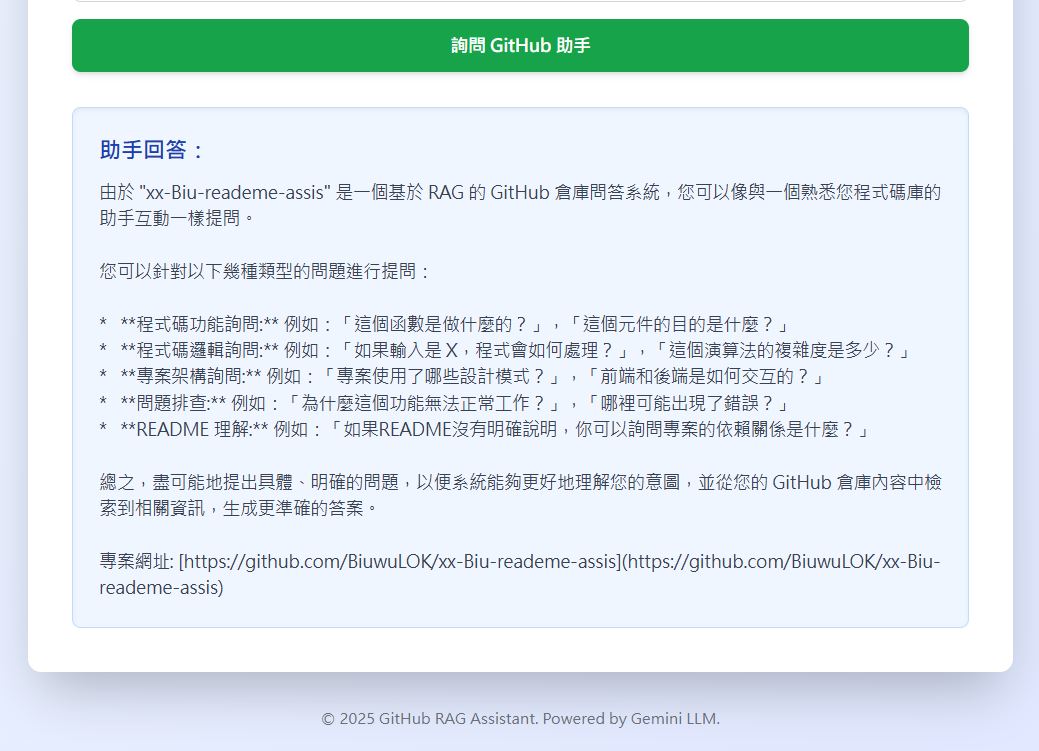 詢問 GitHub 助手
助手回答：
由於 "xx-Biu-reademe-assis" 是一個基於 RAG 的 GitHub 倉庫問答系統，您可以像與一個熟悉您程式碼庫的
助手互動一樣提問。
您可以針對以下幾種類型的問題進行提問：
*   **程式碼功能詢問:** 例如：「這個函數是做什麼的？」，「這個元件的目的是什麼？」
*   **程式碼邏輯詢問:** 例如：「如果輸入是 X，程式會如何處理？」，「這個演算法的複雜度是多少？」
*   **專案架構詢問:** 例如：「專案使用了哪些設計模式？」，「前端和後端是如何交互的？」
*   **問題排查:** 例如：「為什麼這個功能無法正常工作？」，「哪裡可能出現了錯誤？」
*   **README 理解:** 例如：「如果README沒有明確說明，你可以詢問專案的依賴關係是什麼？」
總之，盡可能地提出具體、明確的問題，以便系統能夠更好地理解您的意圖，並從您的 GitHub 倉庫內容中檢
索到相關資訊，生成更準確的答案。
專案網址: [https://github.com/BiuwuLOK/xx-Biu-reademe-assis](https://github.com/BiuwuLOK/xx-Biu-
reademe-assis)
© 2025 GitHub RAG Assistant. Powered by Gemini LLM.